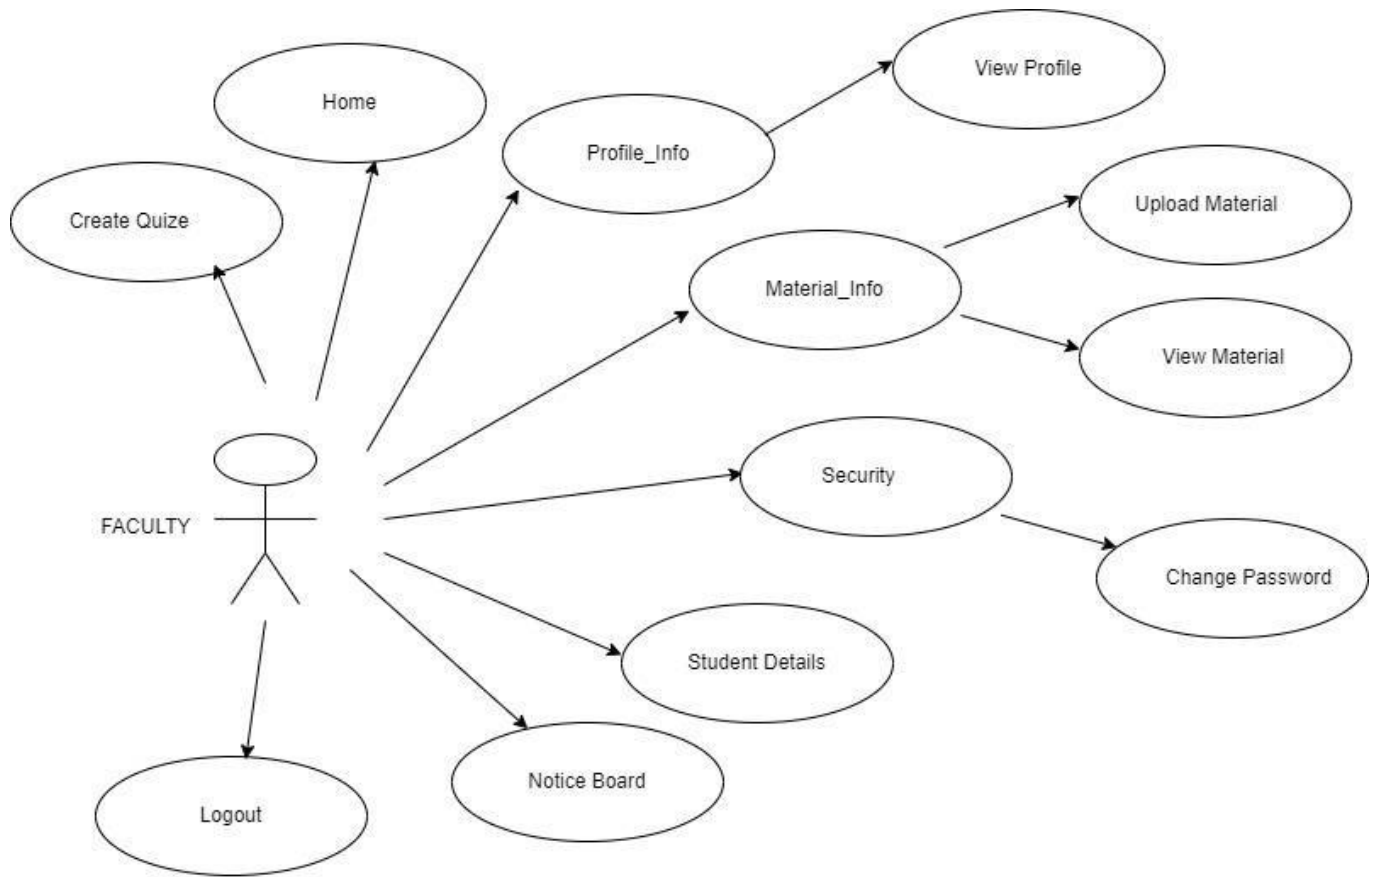 View Profile
Home
Profile_Info
Upload Material
Create Quize
Material_Info
View Material
Security
FACULTY
Change Password
Student Details
Notice Board
Logout